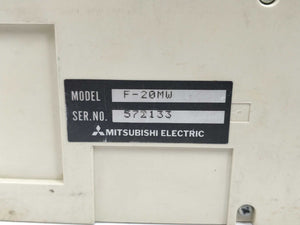 MODEL F-20MW
SER.NO. 572133
MITSUBISHI ELECTRIC